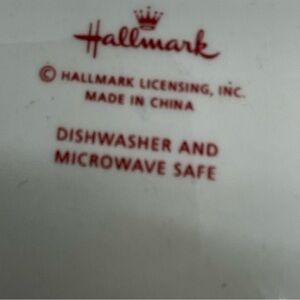 Hallmark
© HALLMARK LICENSING, INC.
MADE IN CHINA
DISHWASHER AND
MICROWAVE SAFE